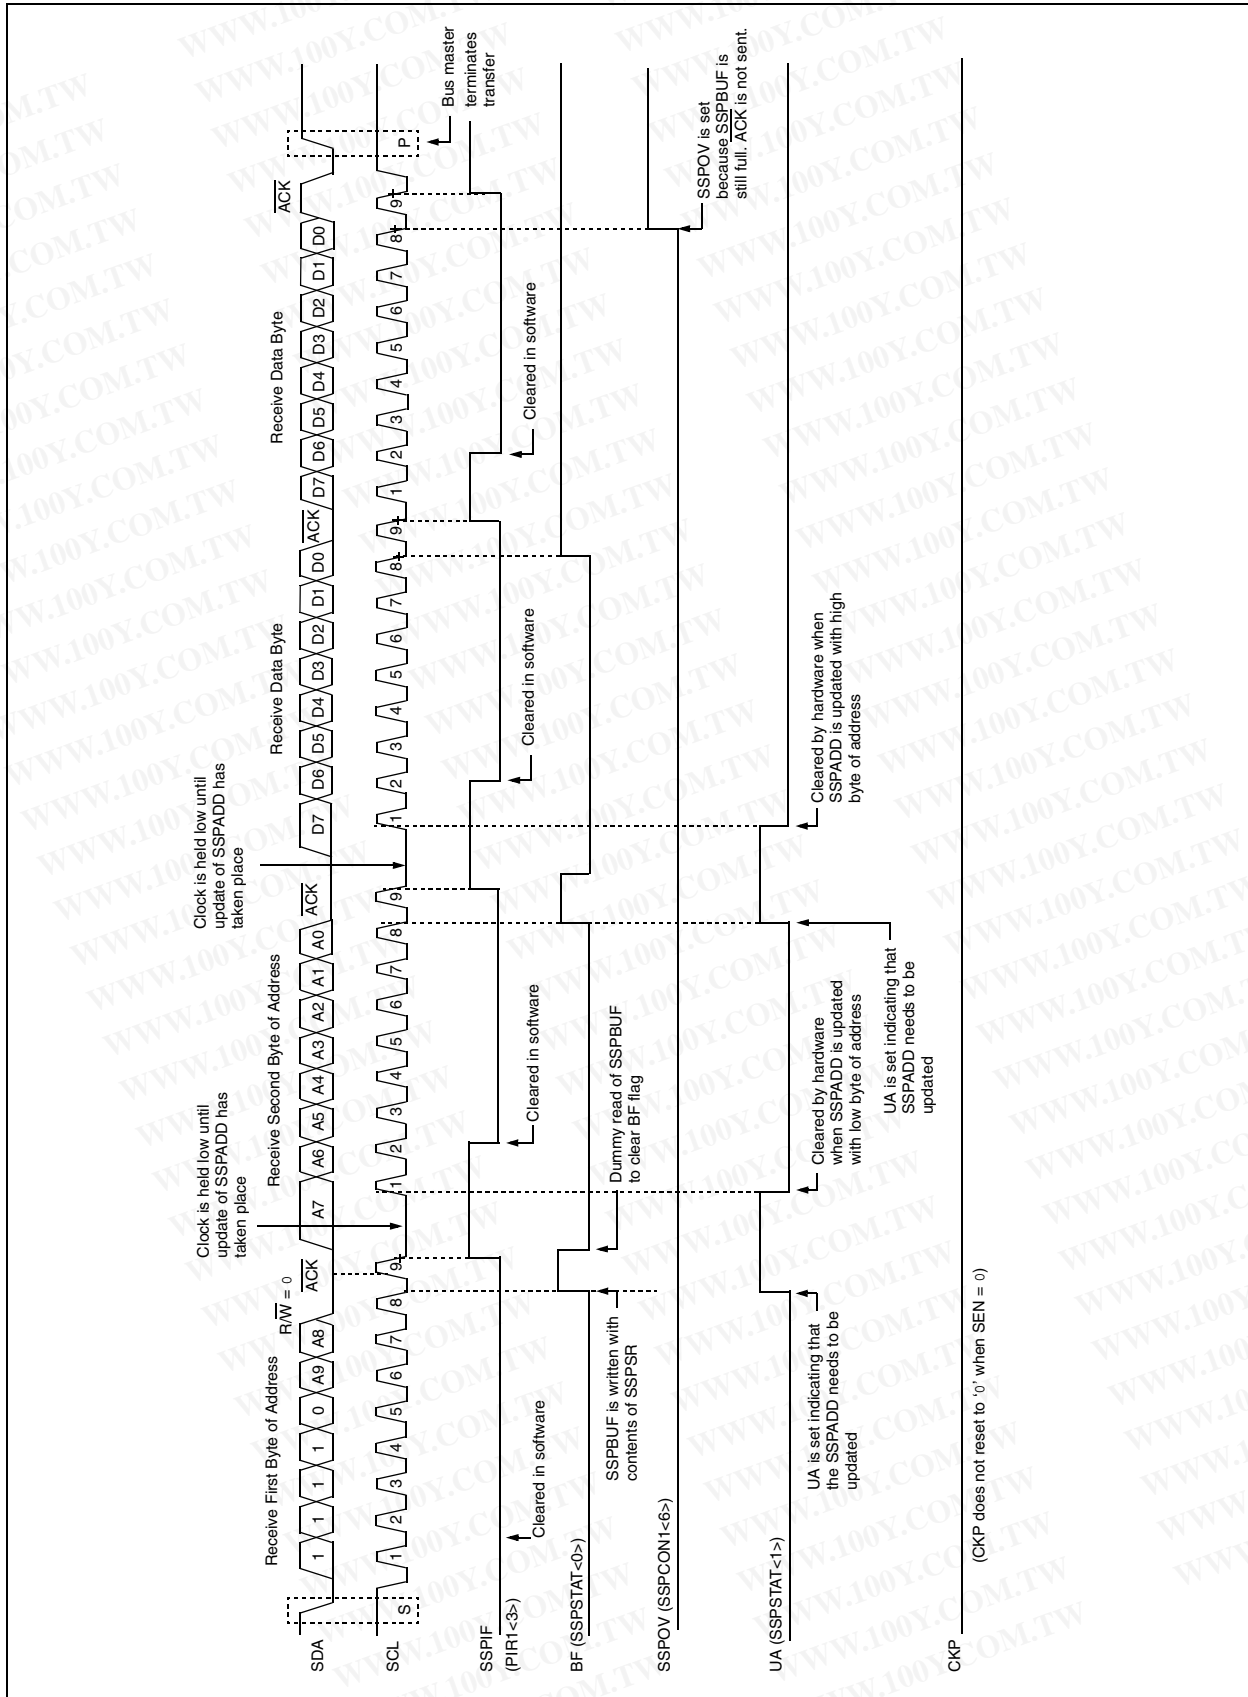 Receive First Byte of Address
R/W = 0
ACK
Clock is held low until
update of SSPADD has
taken place
Receive Second Byte of Address
ACK
Clock is held low until
update of SSPADD has
taken place
Receive Data Byte
ACK
Receive Data Byte
ACK
SDA
1 1 1 1 0 A9 A8
A7 A6 A5 A4 A3 A2 A1 A0
D7 D6 D5 D4 D3 D2 D1 D0
D7 D6 D5 D4 D3 D2 D1 D0
SCL
S
1 2 3 4 5 6 7 8 9
1 2 3 4 5 6 7 8 9
1 2 3 4 5 6 7 8 9
1 2 3 4 5 6 7 8 9
P
Bus master
terminates
transfer
SSPIF
(PIR1<3>)
Cleared in software
Cleared in software
Cleared in software
Cleared in software
BF (SSPSTAT<0>)
SSPBUF is written with
contents of SSPSR
Dummy read of SSPBUF
to clear BF flag
SSPOV (SSPCON1<6>)
SSPOV is set
because SSPBUF is
still full. ACK is not sent.
UA (SSPSTAT<1>)
UA is set indicating that
the SSPADD needs to be
updated
Cleared by hardware
when SSPADD is updated
with low byte of address
UA is set indicating that
SSPADD needs to be
updated
Cleared by hardware when
SSPADD is updated with high
byte of address
CKP
(CKP does not reset to ‘0’ when SEN = 0)
WWW.100Y.COM.TW